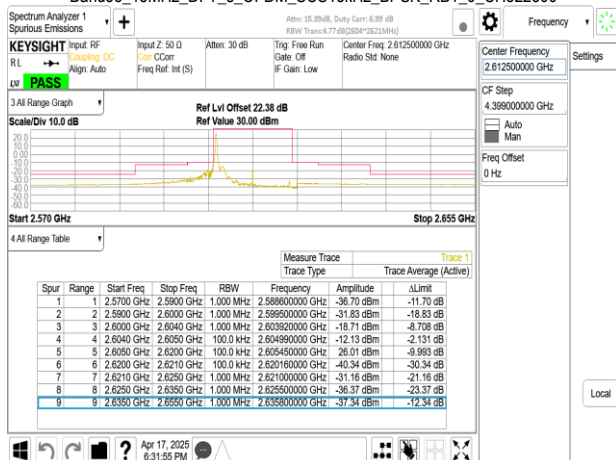 Spectrum Analyzer 1
Spurious Emissions
+
Attn: 15.39dB, Duty Corr: 6.99 dB
RBW Trans:4.77dB(2604~2621MHz)
Frequency
Settings
KEYSIGHT
RL
LXI
PASS
Input: RF
Coupling: DC
Align: Auto
Input Z: 50 Ω
Corr CCorr
Freq Ref: Int (S)
Atten: 30 dB
Trig: Free Run
Gate: Off
IF Gain: Low
Center Freq: 2.612500000 GHz
Radio Std: None
Center Frequency
2.612500000 GHz
CF Step
4.399000000 GHz
Auto
Man
Freq Offset
0 Hz
Local
3 All Range Graph
Scale/Div 10.0 dB
Ref Lvl Offset 22.38 dB
Ref Value 30.00 dBm
20.0
10.0
0.00
-10.0
-20.0
-30.0
-40.0
-50.0
-60.0
Start 2.570 GHz
Stop 2.655 GHz
4 All Range Table
Measure Trace Trace 1
Trace Type Trace Average (Active)
Spur Range Start Freq Stop Freq RBW Frequency Amplitude ΔLimit
1 1 2.5700 GHz 2.5900 GHz 1.000 MHz 2.588600000 GHz -36.70 dBm -11.70 dB
2 2 2.5900 GHz 2.6000 GHz 1.000 MHz 2.599500000 GHz -31.83 dBm -18.83 dB
3 3 2.6000 GHz 2.6040 GHz 1.000 MHz 2.603920000 GHz -18.71 dBm -8.708 dB
4 4 2.6040 GHz 2.6050 GHz 100.0 kHz 2.604990000 GHz -12.13 dBm -2.131 dB
5 5 2.6050 GHz 2.6200 GHz 100.0 kHz 2.605450000 GHz 26.01 dBm -9.993 dB
6 6 2.6200 GHz 2.6210 GHz 100.0 kHz 2.620160000 GHz -40.34 dBm -30.34 dB
7 7 2.6210 GHz 2.6250 GHz 1.000 MHz 2.621000000 GHz -31.16 dBm -21.16 dB
8 8 2.6250 GHz 2.6350 GHz 1.000 MHz 2.625500000 GHz -36.37 dBm -23.37 dB
9 9 2.6350 GHz 2.6550 GHz 1.000 MHz 2.635800000 GHz -37.34 dBm -12.34 dB
?
Apr 17, 2025
6:31:55 PM